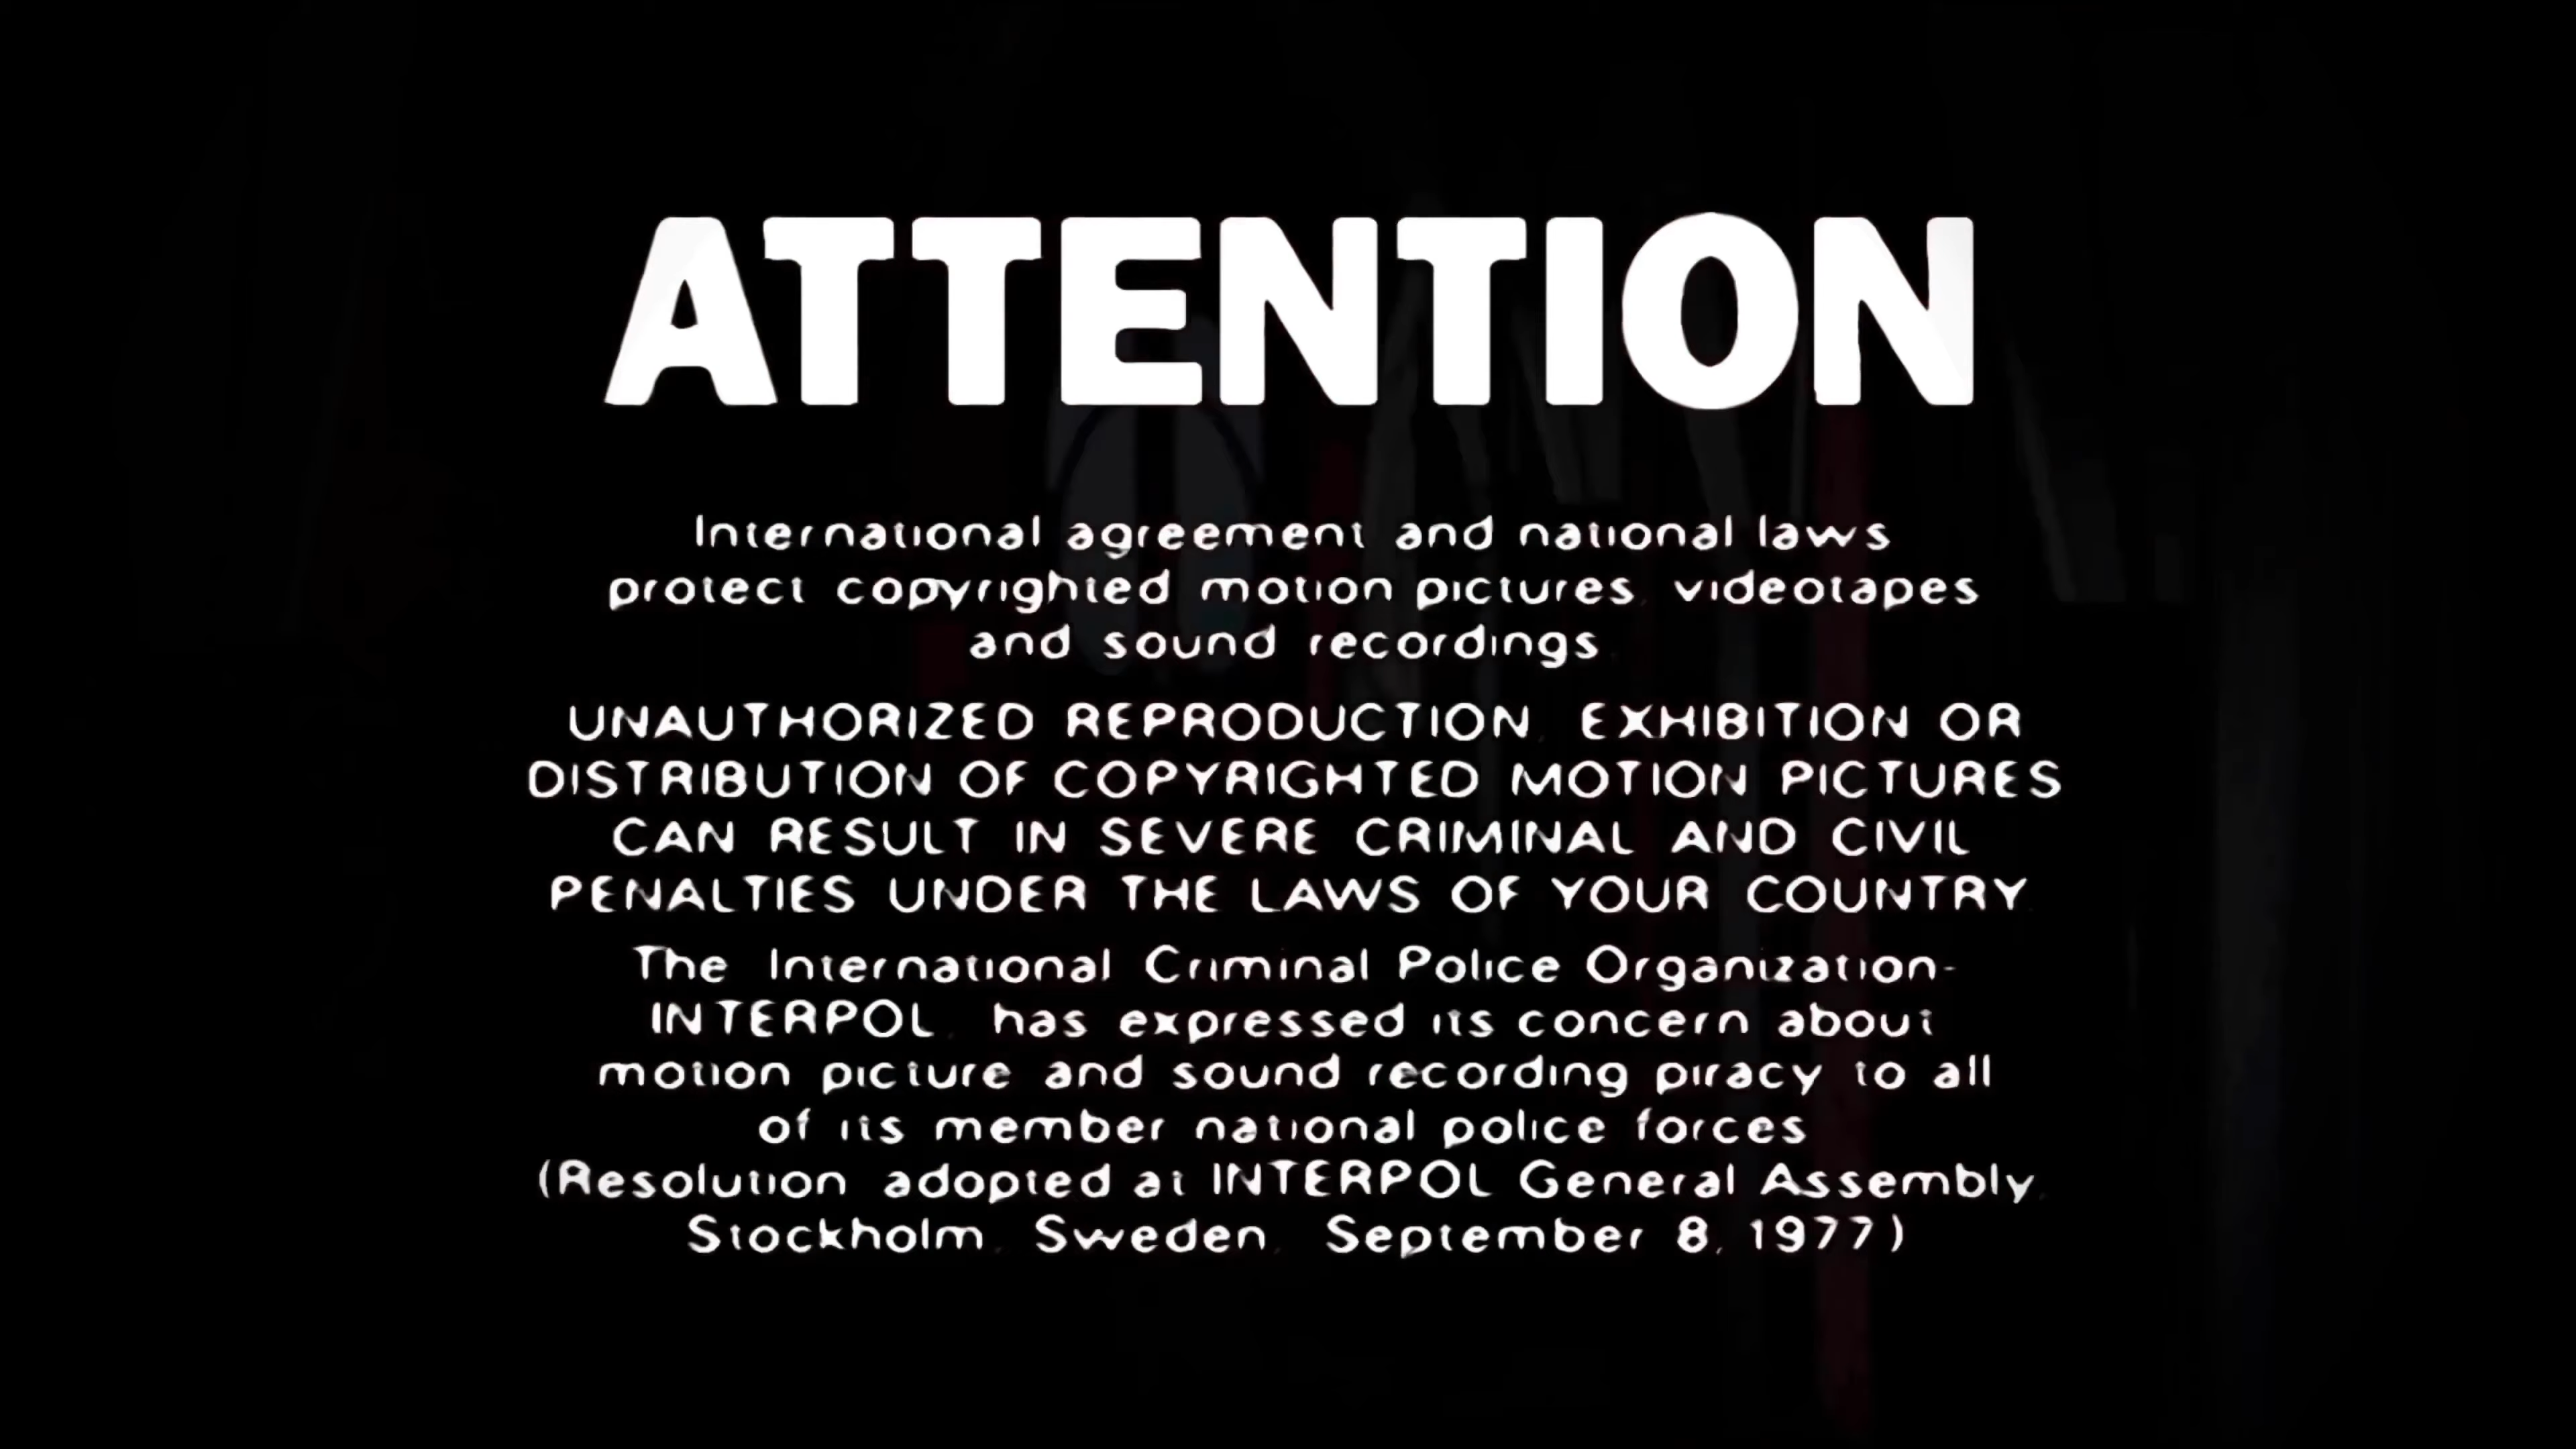 ATTENTION
International agreement and national laws
protect copyrighted motion pictures, videotapes
and sound recordings.
UNAUTHORIZED REPRODUCTION, EXHIBITION OR
DISTRIBUTION OF COPYRIGHTED MOTION PICTURES
CAN RESULT IN SEVERE CRIMINAL AND CIVIL
PENALTIES UNDER THE LAWS OF YOUR COUNTRY.
The International Criminal Police Organization-
INTERPOL, has expressed its concern about
motion picture and sound recording piracy to all
of its member national police forces
(Resolution adopted at INTERPOL General Assembly,
Stockholm, Sweden, September 8, 1977)